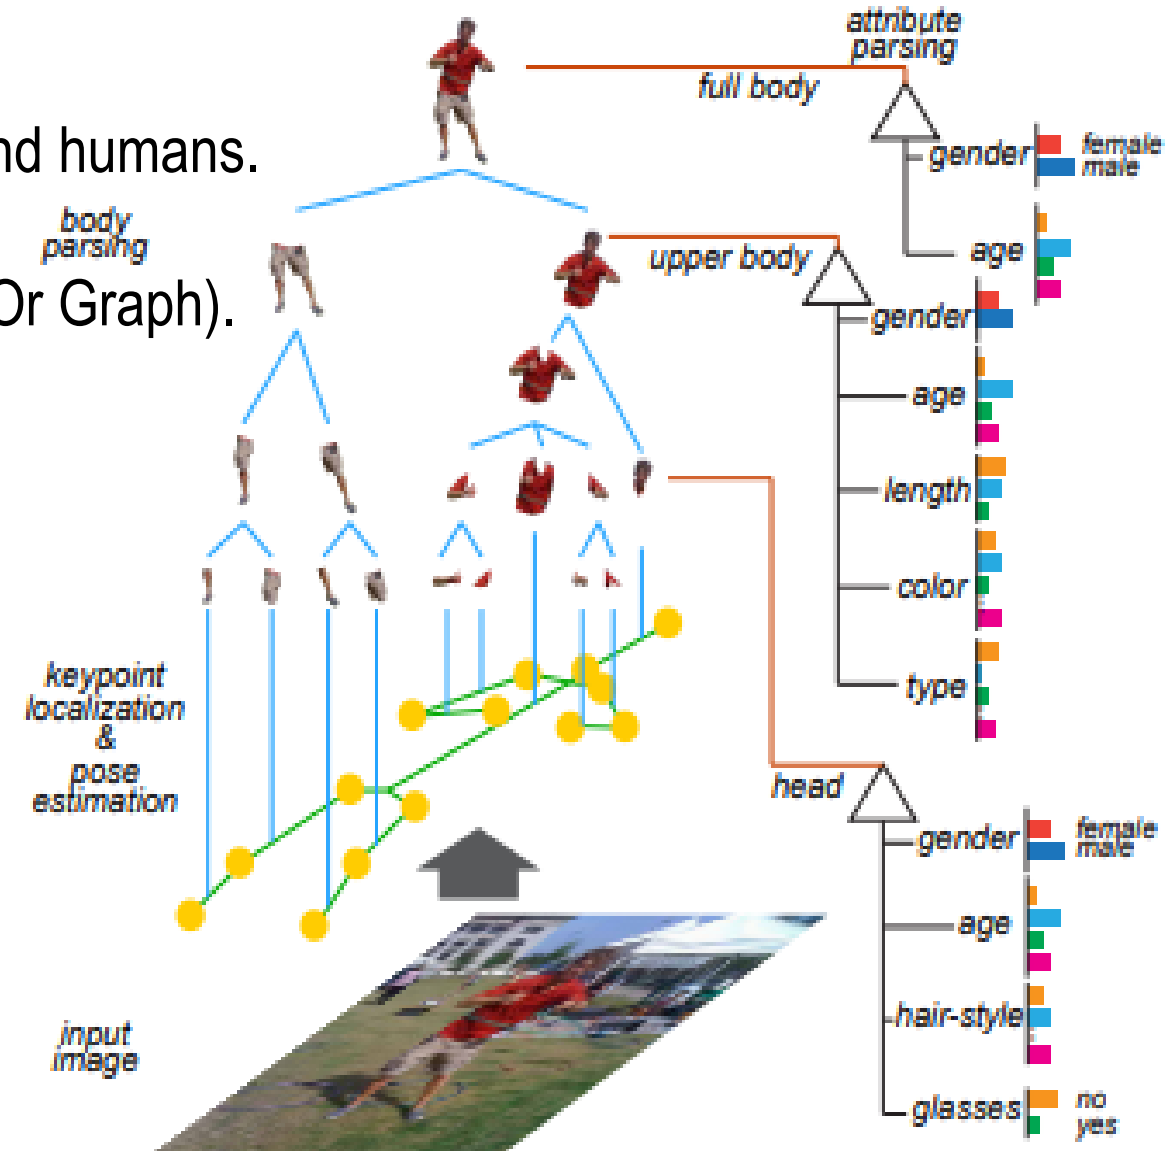 attribute
parsing
full body
nd humans.
gender
female
male
body
parsing
upper body
age
Or Graph).
gender
age
length
color
keypoint
localization
&
pose
estimation
type
head
gender
female
male
age
input
image
hair-style
glasses
no
yes